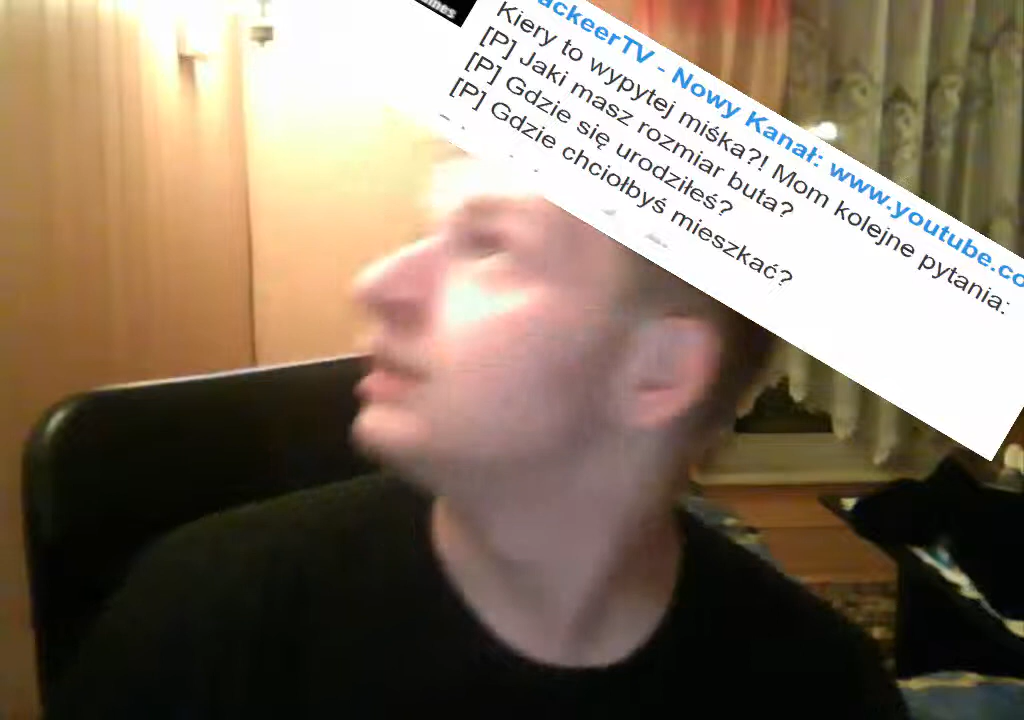 ackeerTV - Nowy Kanał: www.youtube.co
Kiery to wypytej miśka?! Mom kolejne pytania:
[P] Jaki masz rozmiar buta?
[P] Gdzie się urodziłeś?
[P] Gdzie chciołbyś mieszkać?